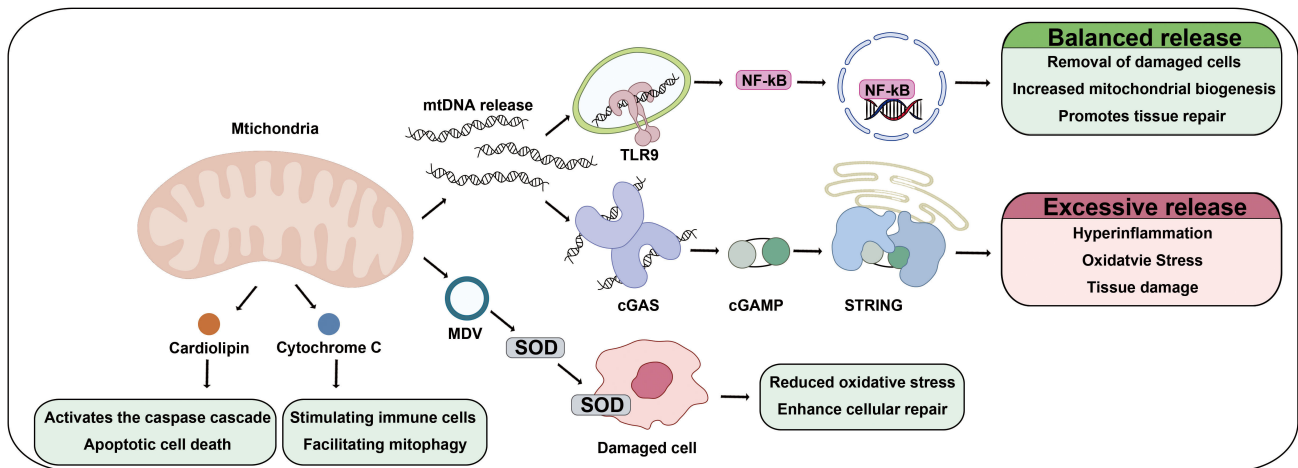 Mtichondria
mtDNA release
TLR9
NF-kB
NF-kB
Balanced release
Removal of damaged cells
Increased mitochondrial biogenesis
Promotes tissue repair
cGAS
cGAMP
STRING
Excessive release
Hyperinflammation
Oxidatvie Stress
Tissue damage
MDV
SOD
SOD
Damaged cell
Reduced oxidative stress
Enhance cellular repair
Cardiolipin
Cytochrome C
Activates the caspase cascade
Apoptotic cell death
Stimulating immune cells
Facilitating mitophagy